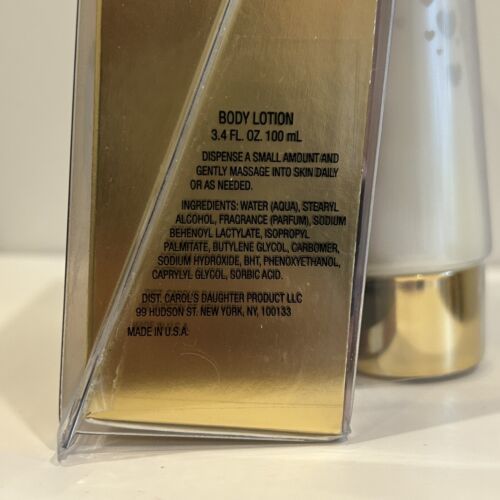 BODY LOTION
3.4 FL. OZ. 100 mL
DISPENSE A SMALL AMOUNT AND
GENTLY MASSAGE INTO SKIN DAILY
OR AS NEEDED.
INGREDIENTS: WATER (AQUA), STEARYL
ALCOHOL, FRAGRANCE (PARFUM), SODIUM
BEHENOYL LACTYLATE, ISOPROPYL
PALMITATE, BUTYLENE GLYCOL, CARBOMER,
SODIUM HYDROXIDE, BHT, PHENOXYETHANOL,
CAPRYLYL GLYCOL, SORBIC ACID.
DIST. CAROL'S DAUGHTER PRODUCT LLC
99 HUDSON ST. NEW YORK, NY, 100133
MADE IN U.S.A.